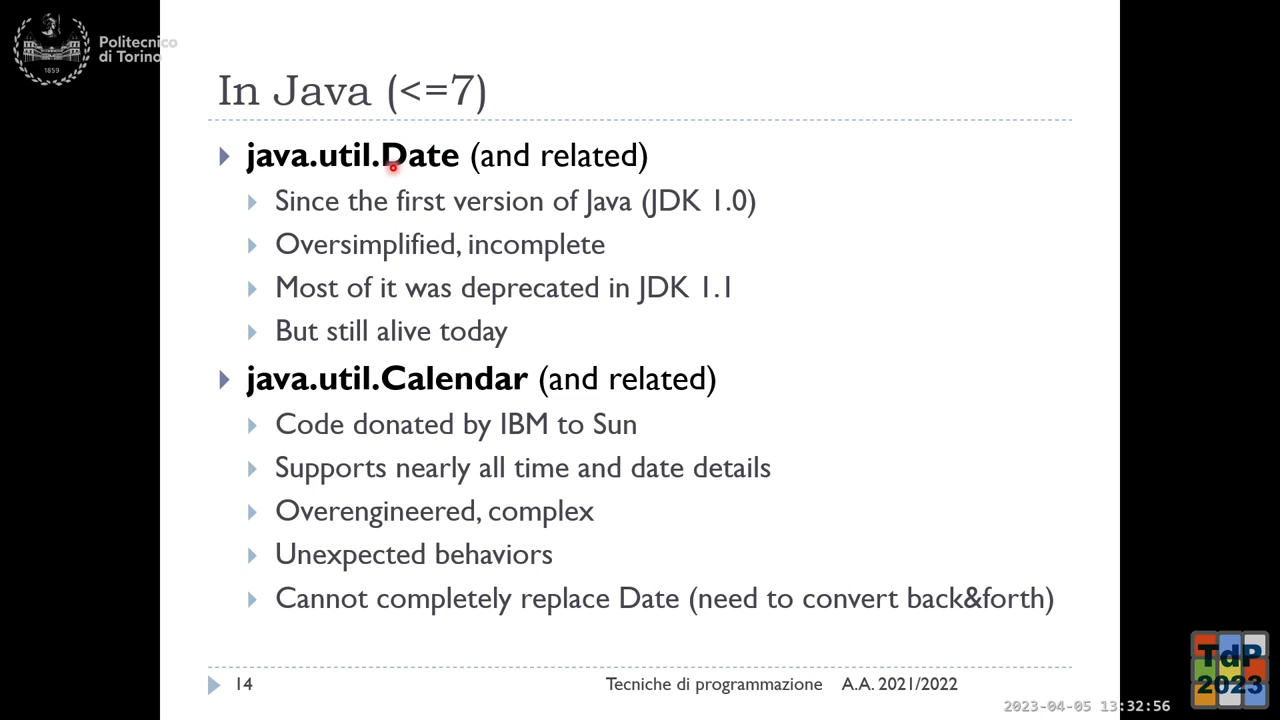 Politecnico
di Torino
1859
In Java (<=7)
java.util.Date (and related)
Since the first version of Java (JDK 1.0)
Oversimplified, incomplete
Most of it was deprecated in JDK 1.1
But still alive today
java.util.Calendar (and related)
Code donated by IBM to Sun
Supports nearly all time and date details
Overengineered, complex
Unexpected behaviors
Cannot completely replace Date (need to convert back&forth)
14 Tecniche di programmazione A.A. 2021/2022
TdP
2023
2023-04-05 13:32:56